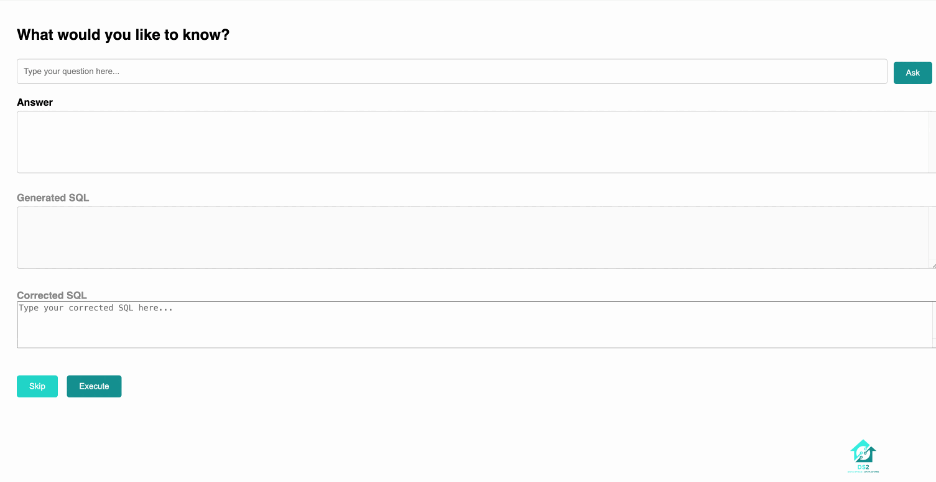 What would you like to know?
Type your question here...
Ask
Answer
Generated SQL
Corrected SQL
Type your corrected SQL here...
Skip
Execute